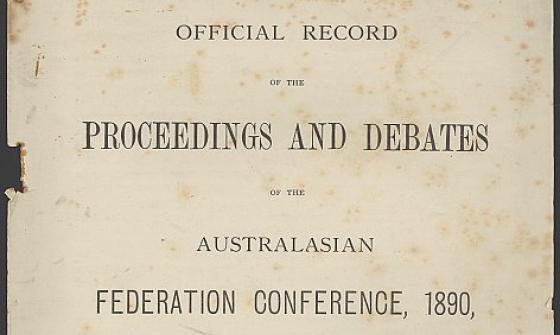 OFFICIAL RECORD
OF THE
PROCEEDINGS AND DEBATES
OF THE
AUSTRALASIAN
FEDERATION CONFERENCE, 1890,